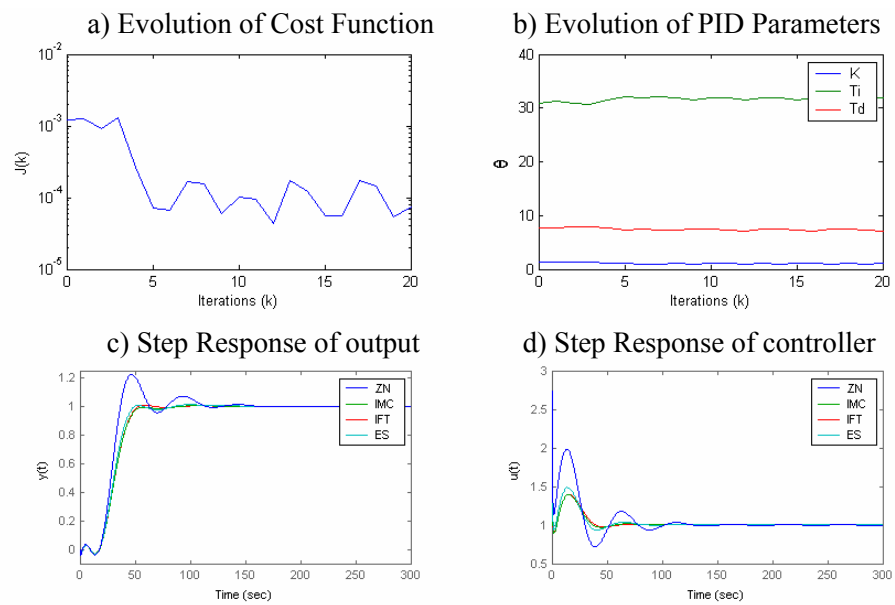 a) Evolution of Cost Function
10^-2
10^-3
10^-4
10^-5
J(k)
0 5 10 15 20
Iterations (k)
b) Evolution of PID Parameters
40
30
20
10
0
θ
K
Ti
Td
0 5 10 15 20
Iterations (k)
c) Step Response of output
1.2
1.0
0.8
0.6
0.4
0.2
0
y(t)
ZN
IMC
IFT
ES
0 50 100 150 200 250 300
Time (sec)
d) Step Response of controller
3
2.5
2.0
1.5
1.0
0.5
u(t)
ZN
IMC
IFT
ES
0 50 100 150 200 250 300
Time (sec)